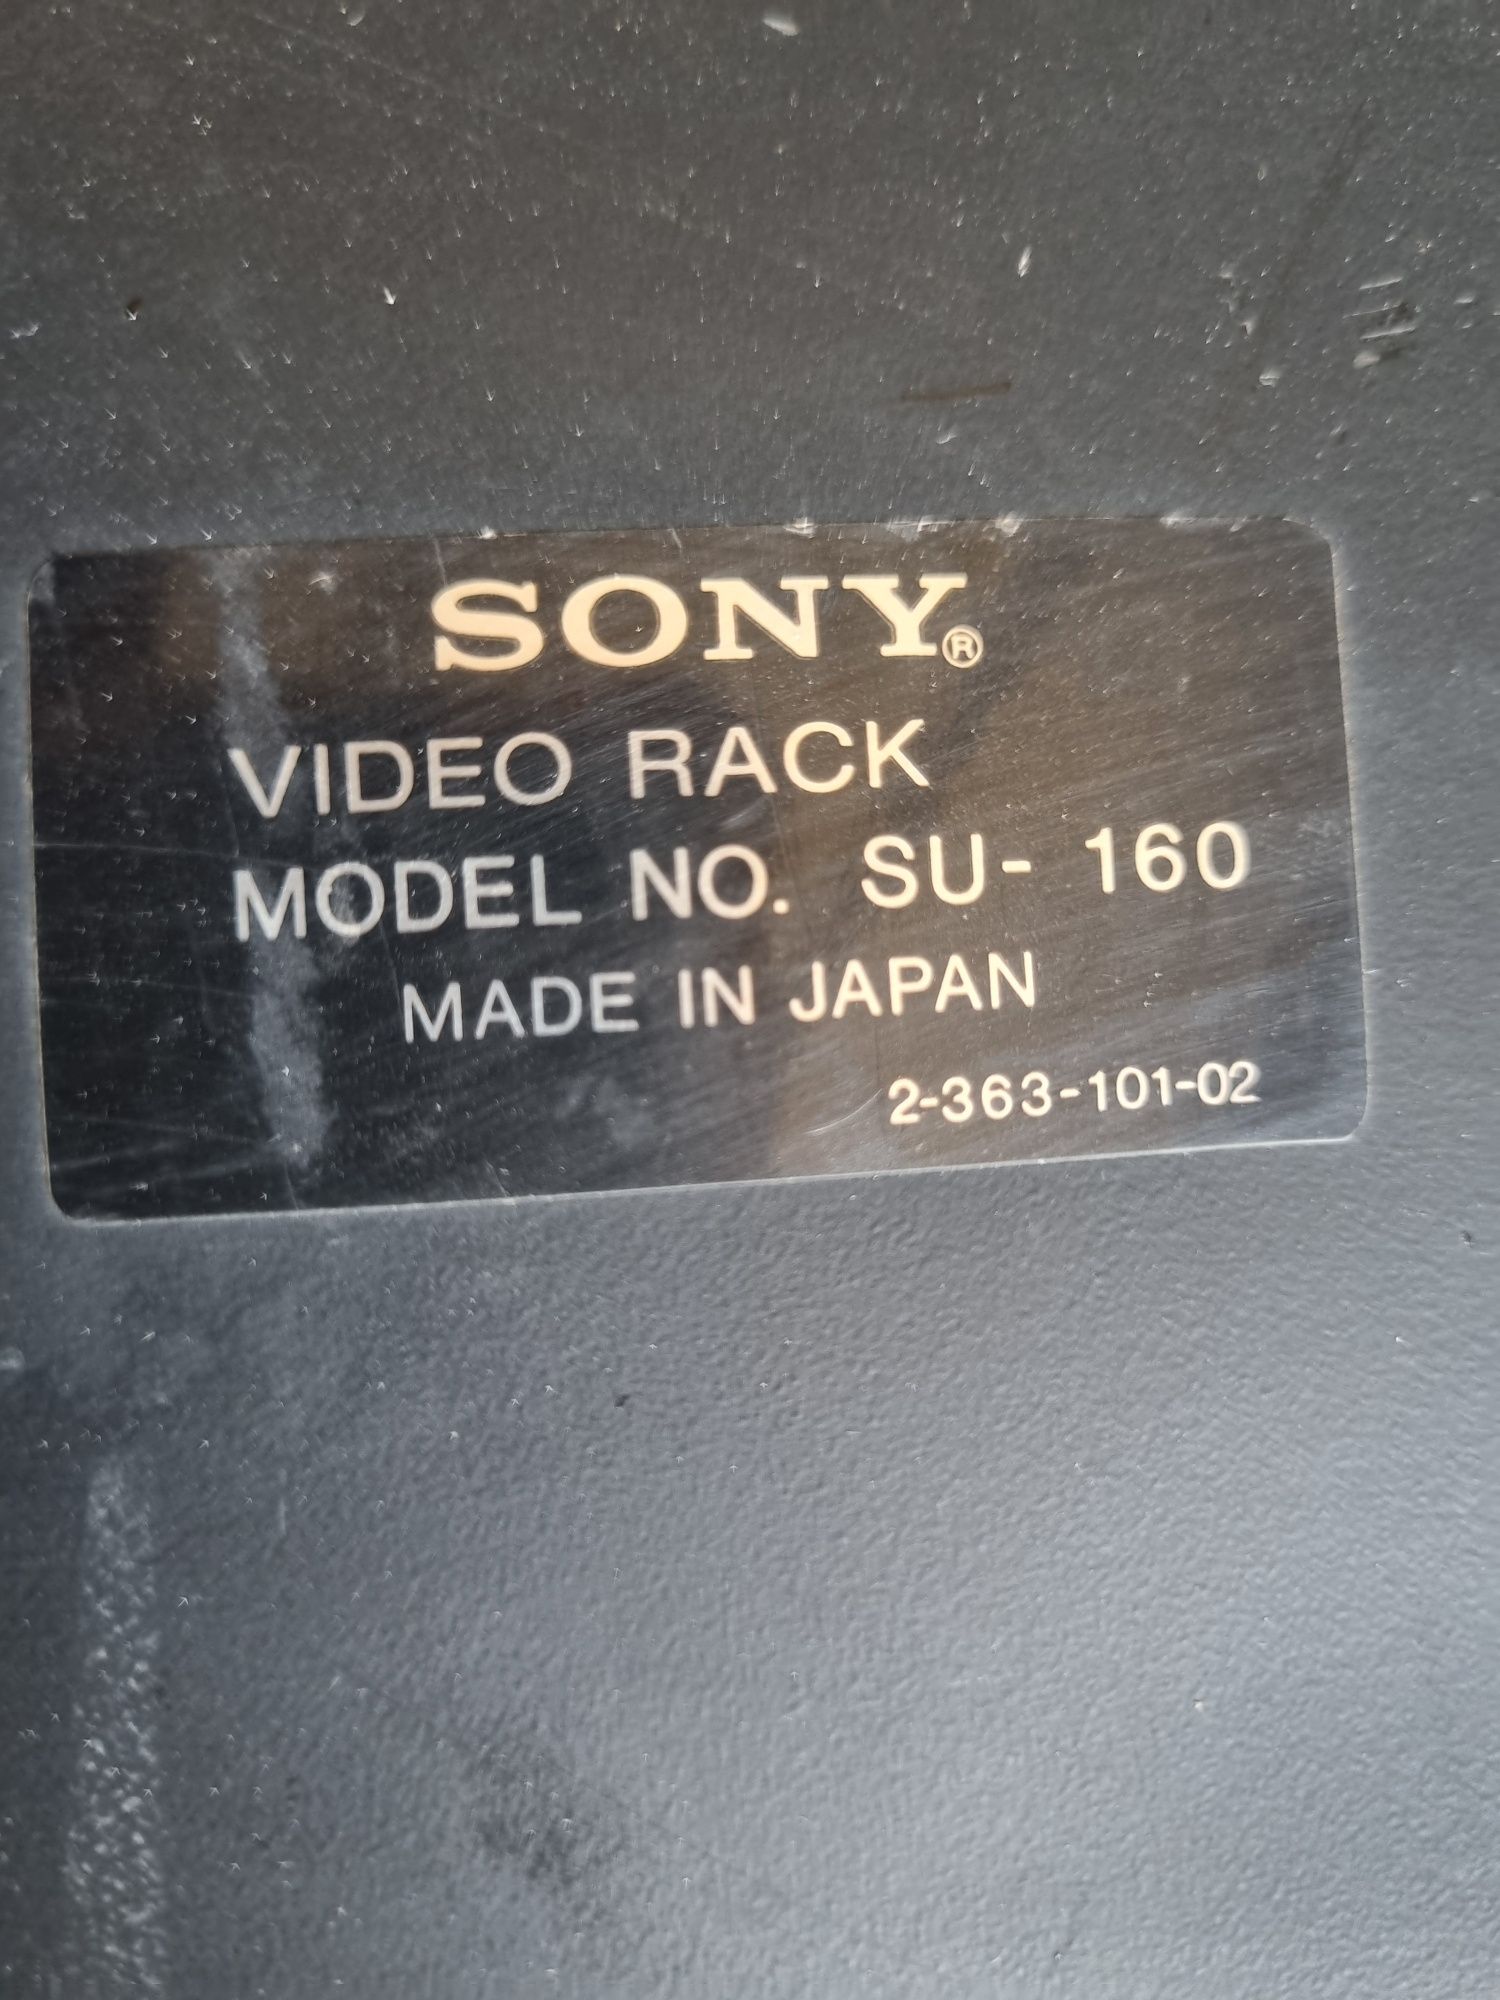 SONY®
VIDEO RACK
MODEL NO. SU-160
MADE IN JAPAN
2-363-101-02